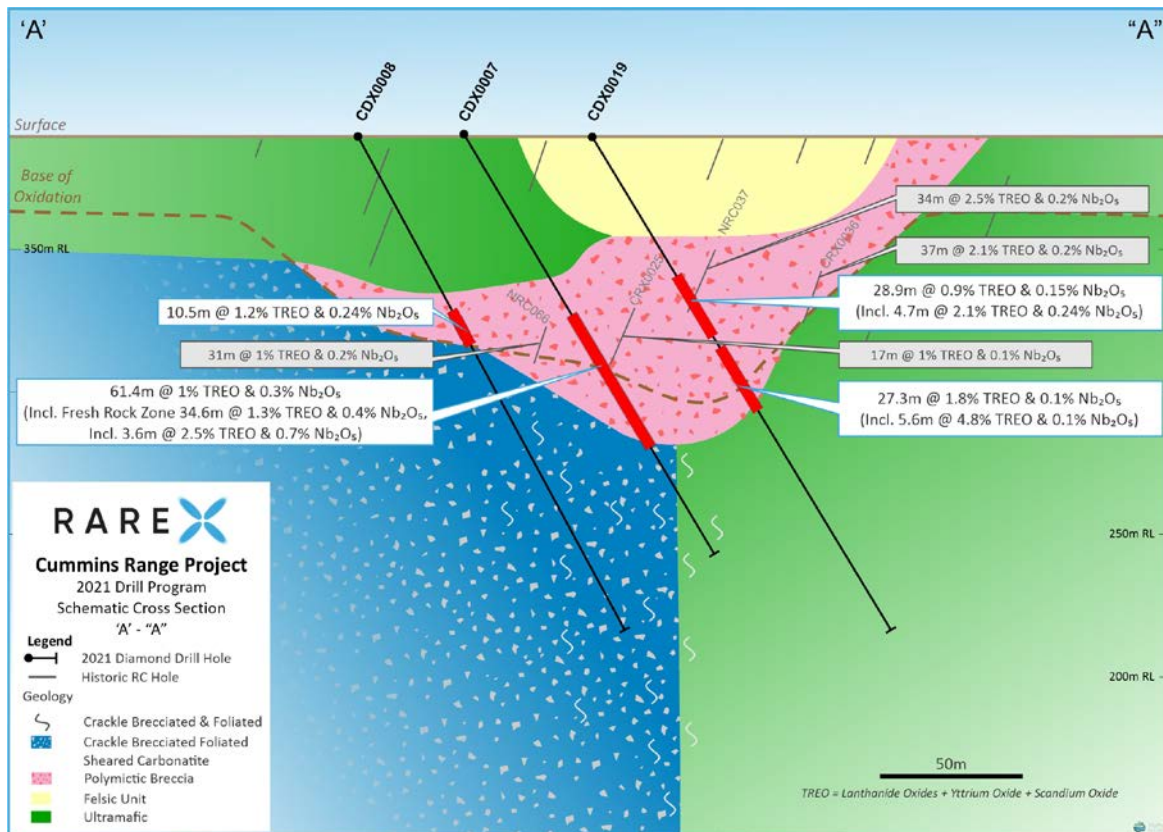 ‘A’
“A”
CDX0008
CDX0007
CDX0019
Surface
Base of
Oxidation
350m RL
NRC037
34m @ 2.5% TREO & 0.2% Nb₂O₅
CRX0036
37m @ 2.1% TREO & 0.2% Nb₂O₅
CRX0025
NRC066
28.9m @ 0.9% TREO & 0.15% Nb₂O₅
(Incl. 4.7m @ 2.1% TREO & 0.24% Nb₂O₅)
10.5m @ 1.2% TREO & 0.24% Nb₂O₅
31m @ 1% TREO & 0.2% Nb₂O₅
17m @ 1% TREO & 0.1% Nb₂O₅
61.4m @ 1% TREO & 0.3% Nb₂O₅
(Incl. Fresh Rock Zone 34.6m @ 1.3% TREO & 0.4% Nb₂O₅,
Incl. 3.6m @ 2.5% TREO & 0.7% Nb₂O₅)
27.3m @ 1.8% TREO & 0.1% Nb₂O₅
(Incl. 5.6m @ 4.8% TREO & 0.1% Nb₂O₅)
250m RL
200m RL
RAREX
Cummins Range Project
2021 Drill Program
Schematic Cross Section
‘A’ - “A”
Legend
2021 Diamond Drill Hole
Historic RC Hole
Geology
Crackle Brecciated & Foliated
Crackle Brecciated Foliated
Sheared Carbonatite
Polymictic Breccia
Felsic Unit
Ultramafic
50m
TREO = Lanthanide Oxides + Yttrium Oxide + Scandium Oxide